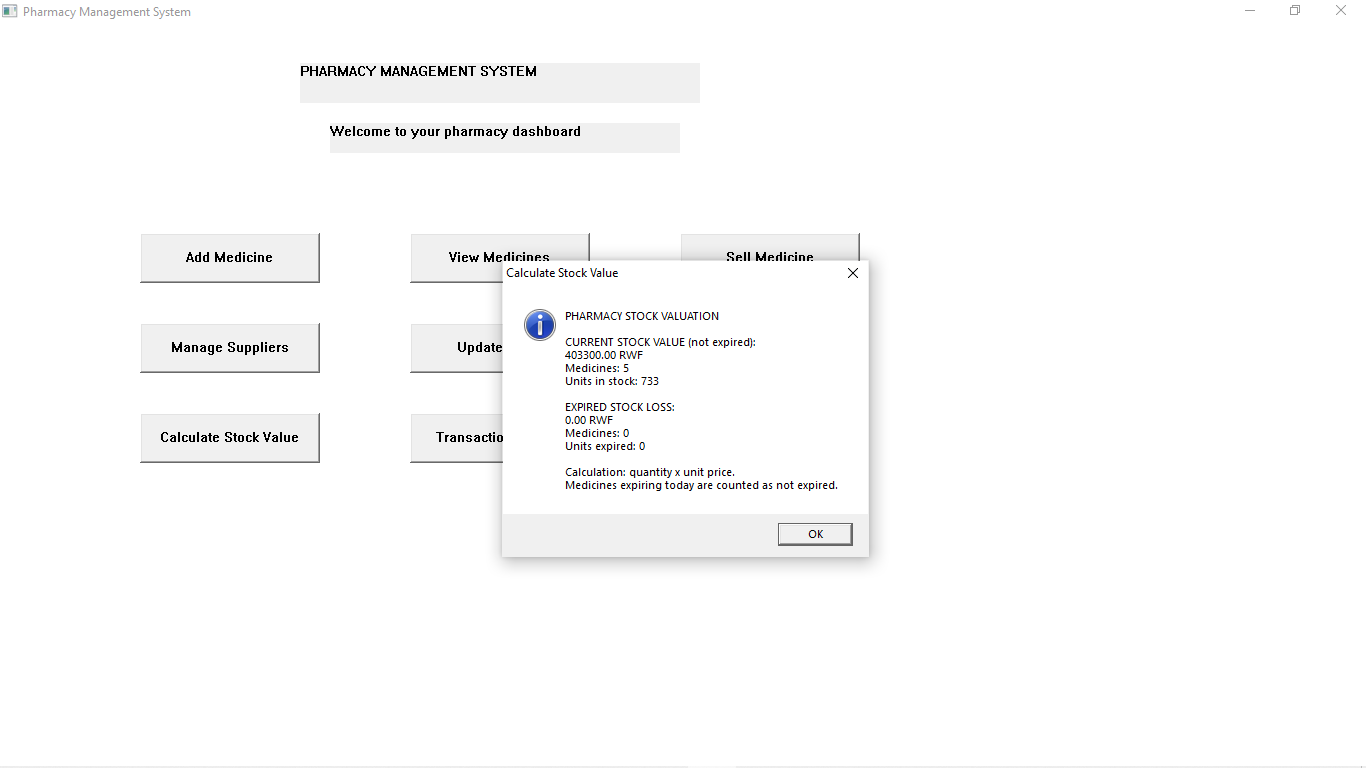 Pharmacy Management System
PHARMACY MANAGEMENT SYSTEM
Welcome to your pharmacy dashboard
Add Medicine
View Medicines
Sell Medicine
Manage Suppliers
Update
Calculate Stock Value
Transactio
Calculate Stock Value
PHARMACY STOCK VALUATION
CURRENT STOCK VALUE (not expired):
403300.00 RWF
Medicines: 5
Units in stock: 733
EXPIRED STOCK LOSS:
0.00 RWF
Medicines: 0
Units expired: 0
Calculation: quantity x unit price.
Medicines expiring today are counted as not expired.
OK